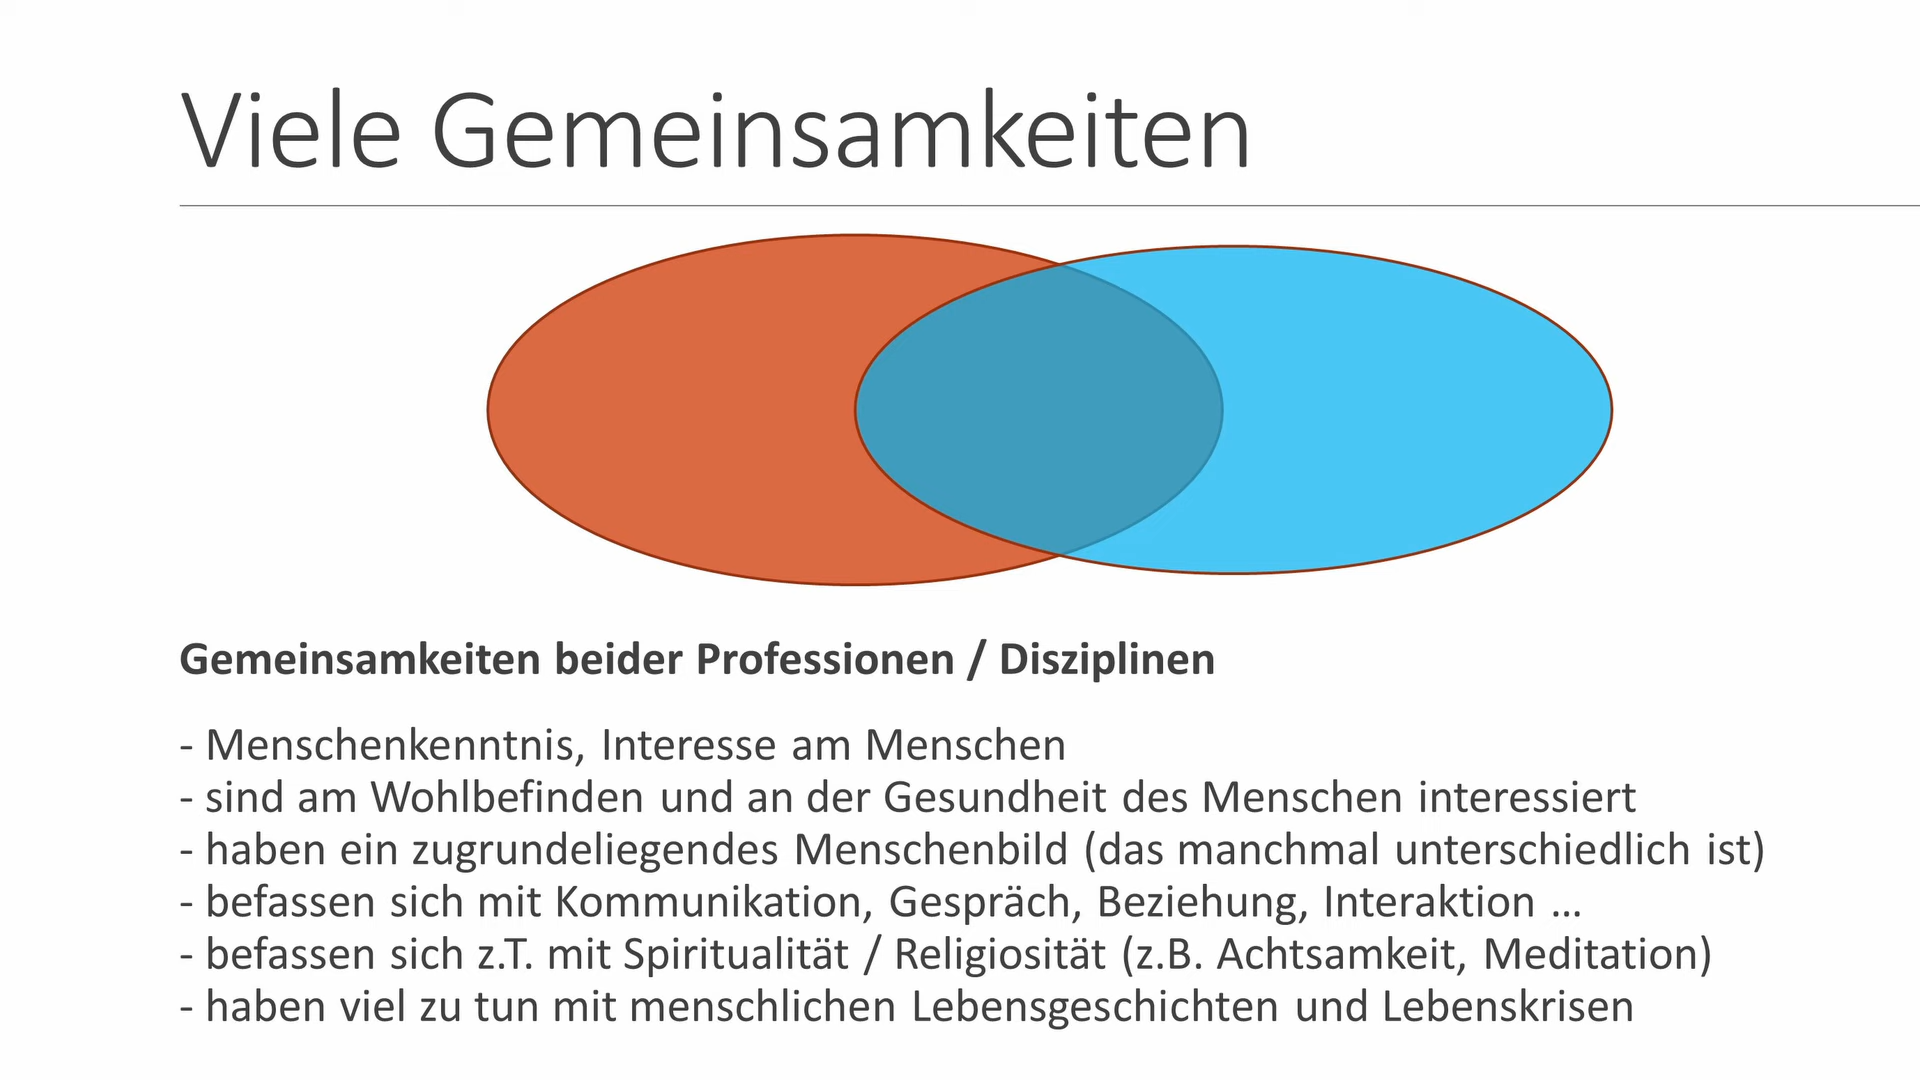 Viele Gemeinsamkeiten
Gemeinsamkeiten beider Professionen / Disziplinen
- Menschenkenntnis, Interesse am Menschen
- sind am Wohlbefinden und an der Gesundheit des Menschen interessiert
- haben ein zugrundeliegendes Menschenbild (das manchmal unterschiedlich ist)
- befassen sich mit Kommunikation, Gespräch, Beziehung, Interaktion …
- befassen sich z.T. mit Spiritualität / Religiosität (z.B. Achtsamkeit, Meditation)
- haben viel zu tun mit menschlichen Lebensgeschichten und Lebenskrisen